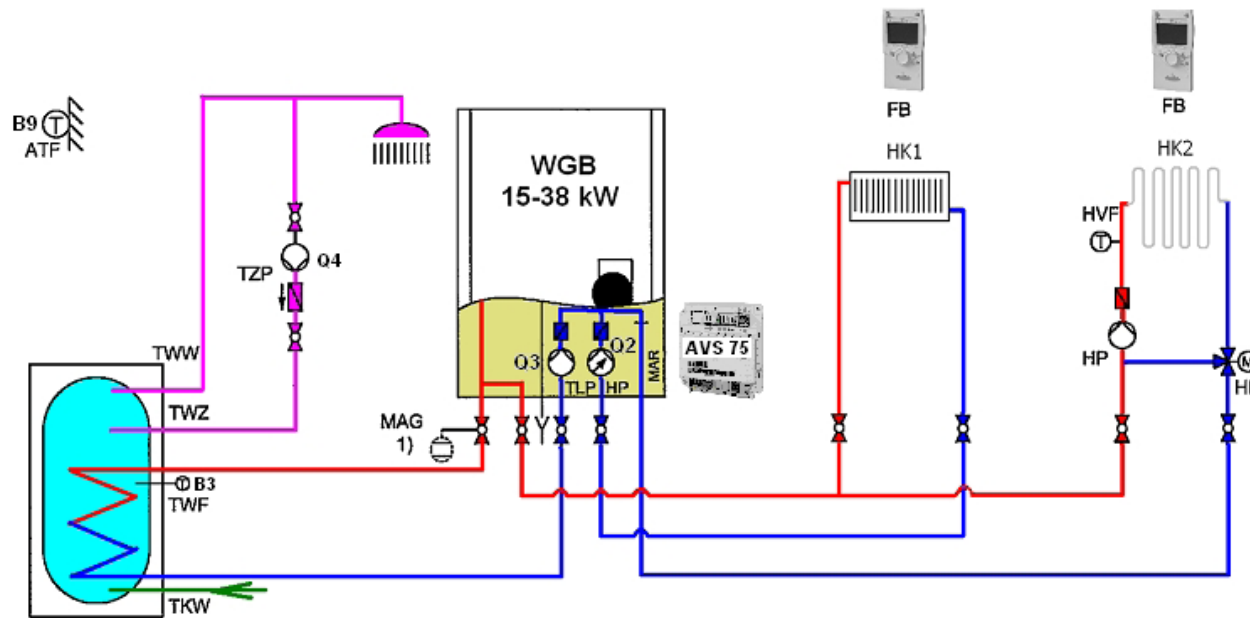 FB
FB
B9
T
ATF
WGB
15-38 kW
HK1
HK2
HVF
T
TZP
Q4
AVS 75
TWW
Q3
Q2
MAR
HP
M
TLP
HP
TWZ
MAG
1)
T
B3
TWF
TKW